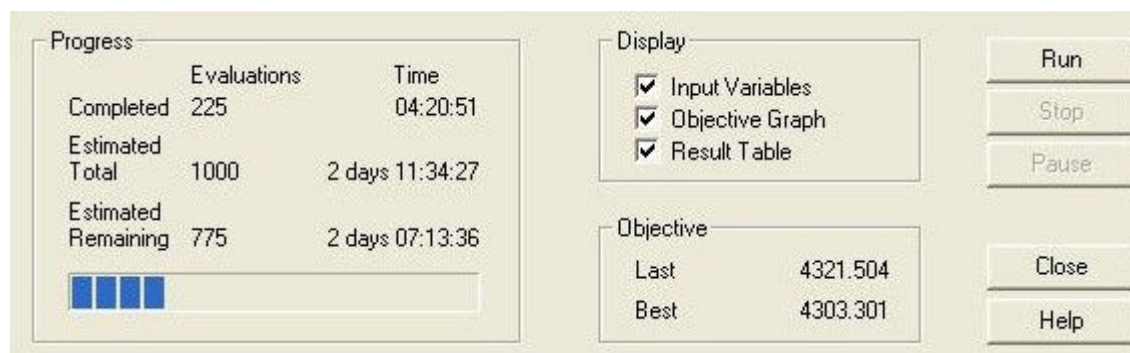 Progress
Evaluations Time
Completed 225 04:20:51
Estimated
Total 1000 2 days 11:34:27
Estimated
Remaining 775 2 days 07:13:36
Display
Input Variables
Objective Graph
Result Table
Objective
Last 4321.504
Best 4303.301
Run
Stop
Pause
Close
Help